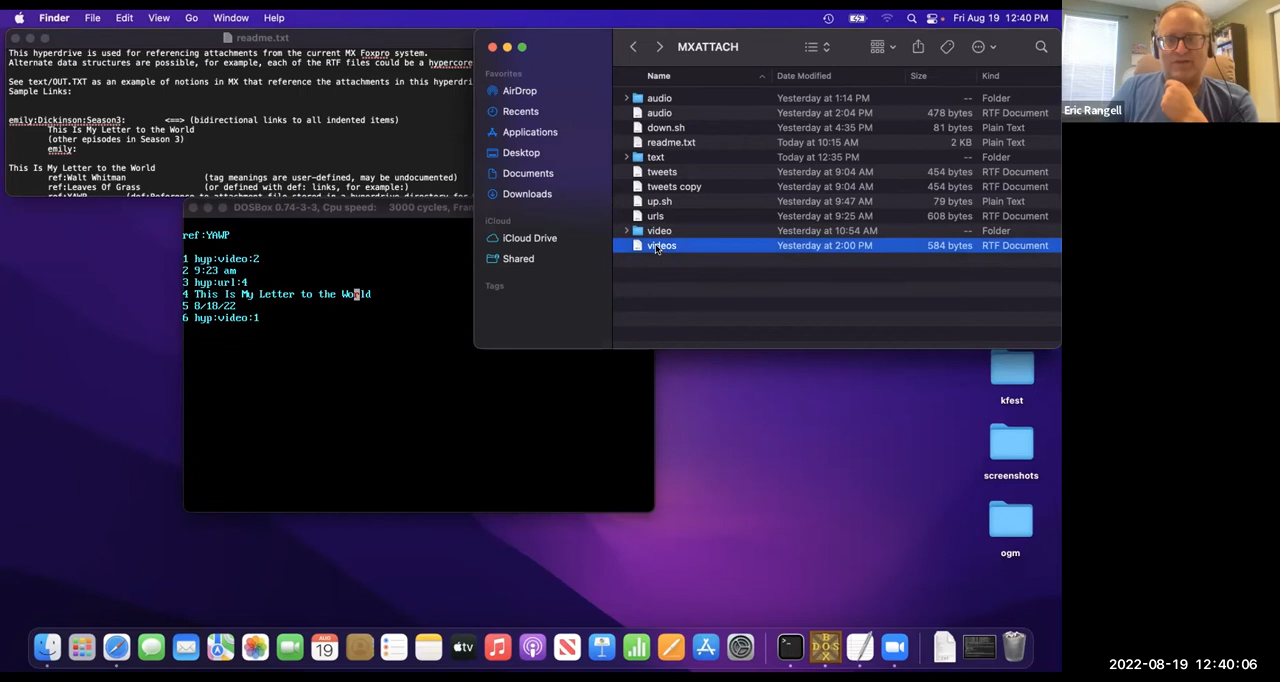 Finder File Edit View Go Window Help Fri Aug 19 12:40 PM
readme.txt
This hyperdrive is used for referencing attachments from the current MX Foxpro system.
Alternate data structures are possible, for example, each of the RTF files could be a hypercore
See text/OUT.TXT as an example of notions in MX that reference the attachments in this hyperdri
Sample Links:
emily:Dickinson:Season3: <==> (bidirectional links to all indented items)
This Is My Letter to the World
(other episodes in Season 3)
emily:
This Is My Letter to the World
ref:Walt Whitman (tag meanings are user-defined, may be undocumented)
ref:Leaves Of Grass (or defined with def: links, for example:)
DOSBox 0.74-3-3, Cpu speed: 3000 cycles, Fram
ref:YAWP
1 hyp:video:2
2 9:23 am
3 hyp:url:4
4 This Is My Letter to the World
5 8/18/22
6 hyp:video:1
Favorites
AirDrop
Recents
Applications
Desktop
Documents
Downloads
iCloud
iCloud Drive
Shared
Tags
MXATTACH
Name Date Modified Size Kind
audio Yesterday at 1:14 PM -- Folder
audio Yesterday at 2:04 PM 478 bytes RTF Document
down.sh Yesterday at 4:35 PM 81 bytes Plain Text
readme.txt Today at 10:15 AM 2 KB Plain Text
text Today at 12:35 PM -- Folder
tweets Yesterday at 9:04 AM 454 bytes RTF Document
tweets copy Yesterday at 9:04 AM 454 bytes RTF Document
up.sh Yesterday at 9:47 AM 79 bytes Plain Text
urls Yesterday at 9:25 AM 608 bytes RTF Document
video Yesterday at 10:54 AM -- Folder
videos Yesterday at 2:00 PM 584 bytes RTF Document
Eric Rangell
kfest
screenshots
ogm
AUG
19
tv
BOX
DOS
2022-08-19 12:40:06